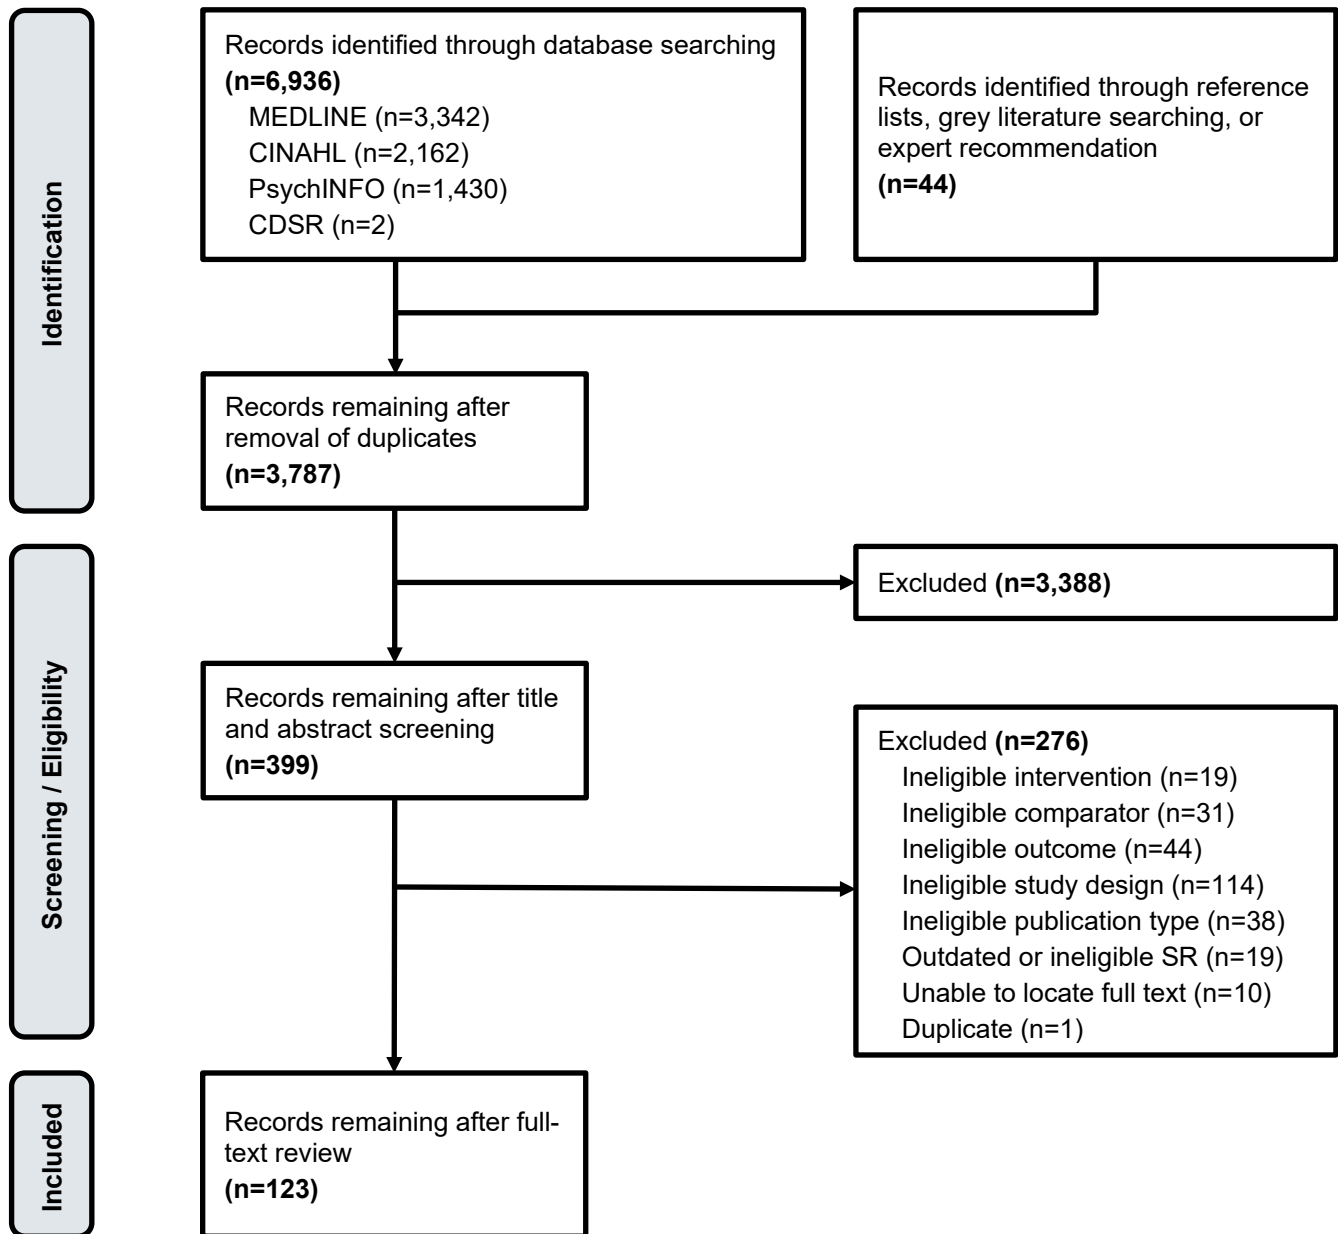 Identification
Records identified through database searching
(n=6,936)
MEDLINE (n=3,342)
CINAHL (n=2,162)
PsychINFO (n=1,430)
CDSR (n=2)
Records identified through reference
lists, grey literature searching, or
expert recommendation
(n=44)
Records remaining after
removal of duplicates
(n=3,787)
Screening / Eligibility
Excluded (n=3,388)
Records remaining after title
and abstract screening
(n=399)
Excluded (n=276)
Ineligible intervention (n=19)
Ineligible comparator (n=31)
Ineligible outcome (n=44)
Ineligible study design (n=114)
Ineligible publication type (n=38)
Outdated or ineligible SR (n=19)
Unable to locate full text (n=10)
Duplicate (n=1)
Included
Records remaining after full-
text review
(n=123)